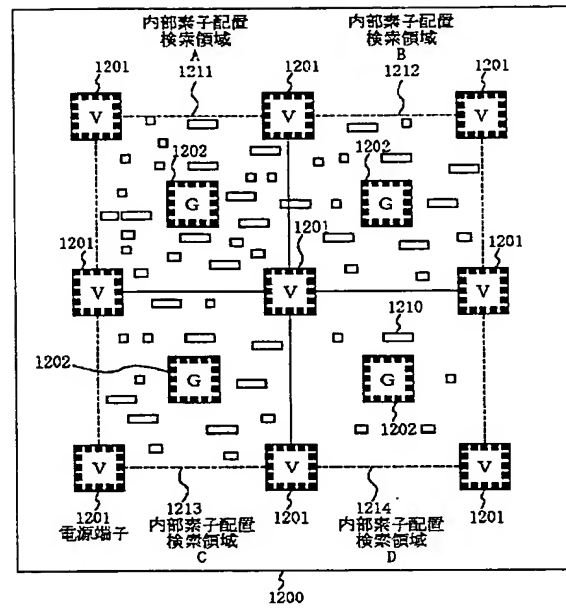 内部素子配置 内部素子配置
検索領域 検索領域
A B
1201 1211 1201 1212 1201
V V V
1202 1202
G G
1201 1201 1201
V V V
1210
1202
G G
1202
V V V
1201 1213 1201 1214 1201
電源端子 内部素子配置 内部素子配置
検索領域 検索領域
C D
1200